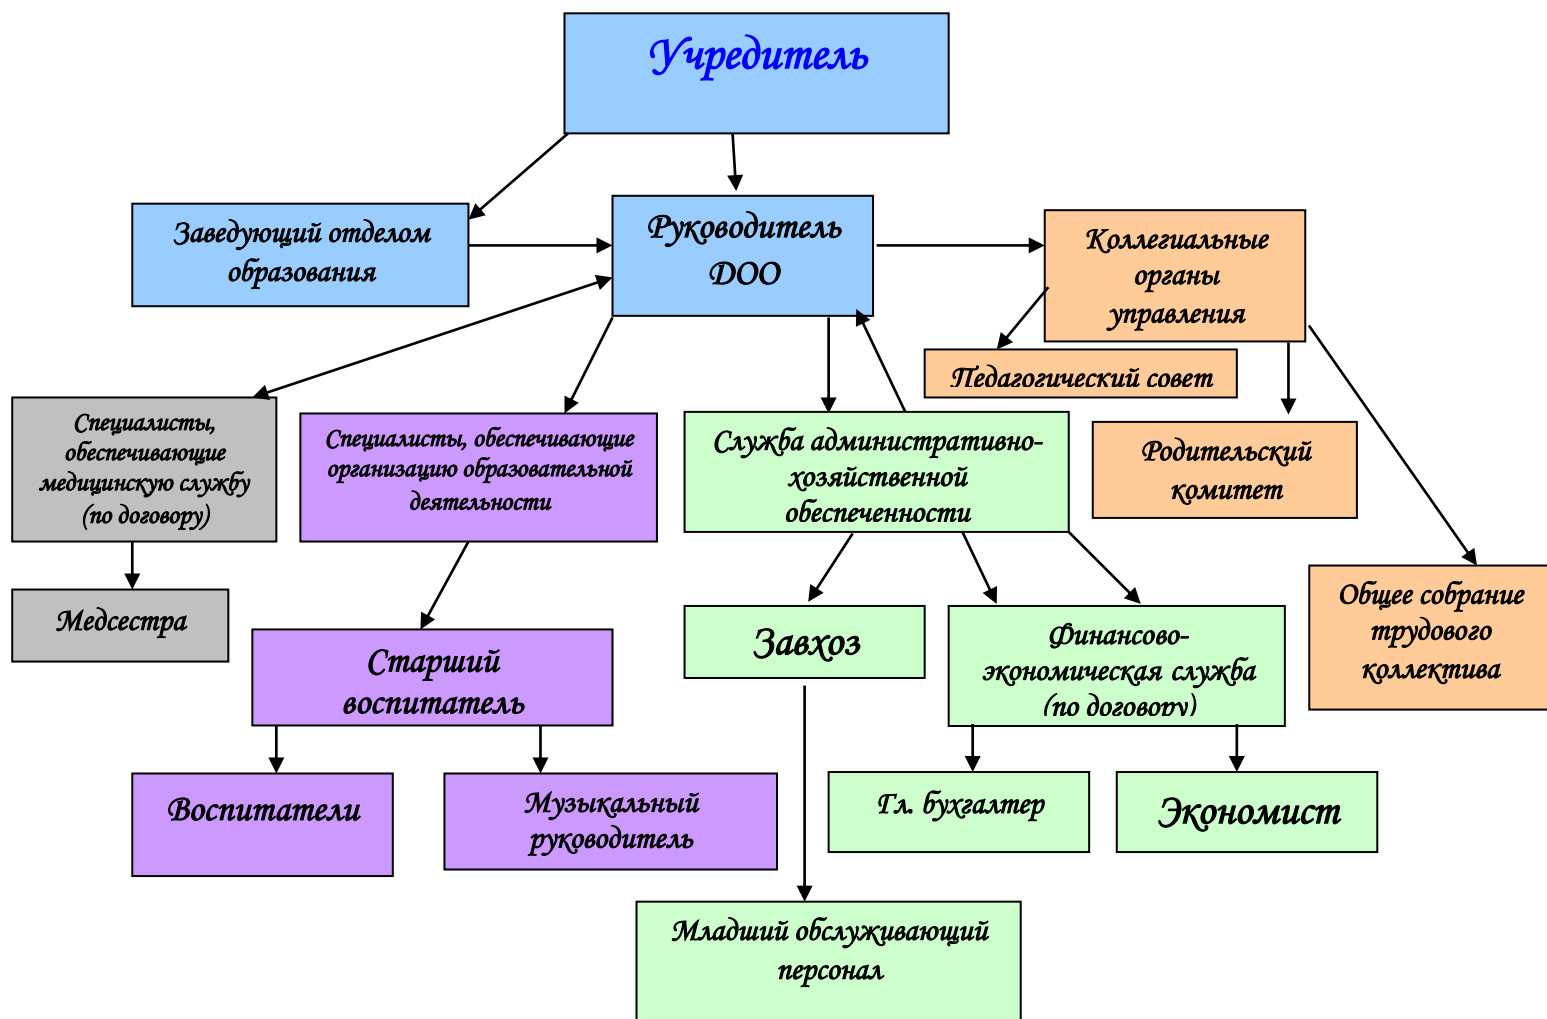 Учредитель
Заведующий отделом
образования
Руководитель
ДОО
Коллегиальные
органы
управления
Педагогический совет
Родительский
комитет
Общее собрание
трудового
коллектива
Специалисты,
обеспечивающие
медицинскую службу
(по договору)
Медсестра
Специалисты, обеспечивающие
организацию образовательной
деятельности
Старший
воспитатель
Воспитатели
Музыкальный
руководитель
Служба административно-
хозяйственной
обеспеченности
Завхоз
Финансово-
экономическая служба
(по договору)
Гл. бухгалтер
Экономист
Младший обслуживающий
персонал